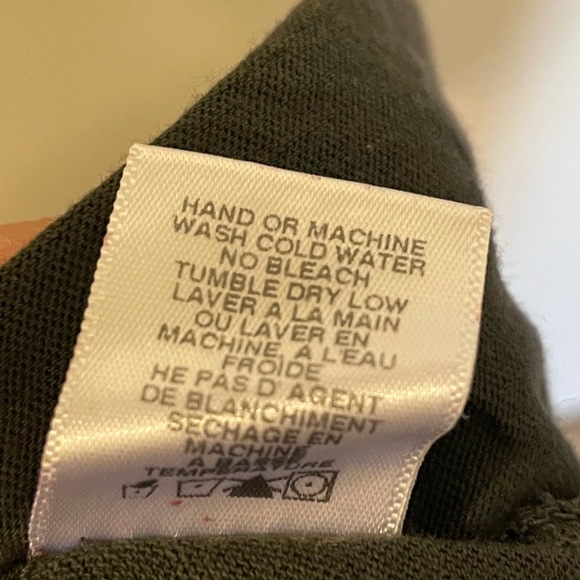 HAND OR MACHINE
WASH COLD WATER
NO BLEACH
TUMBLE DRY LOW
LAVER A LA MAIN
OU LAVER EN
MACHINE, A L'EAU
FROIDE
HE PAS D' AGENT
DE BLANCHIMENT
SECHAGE EN
MACHINE
A BASSE